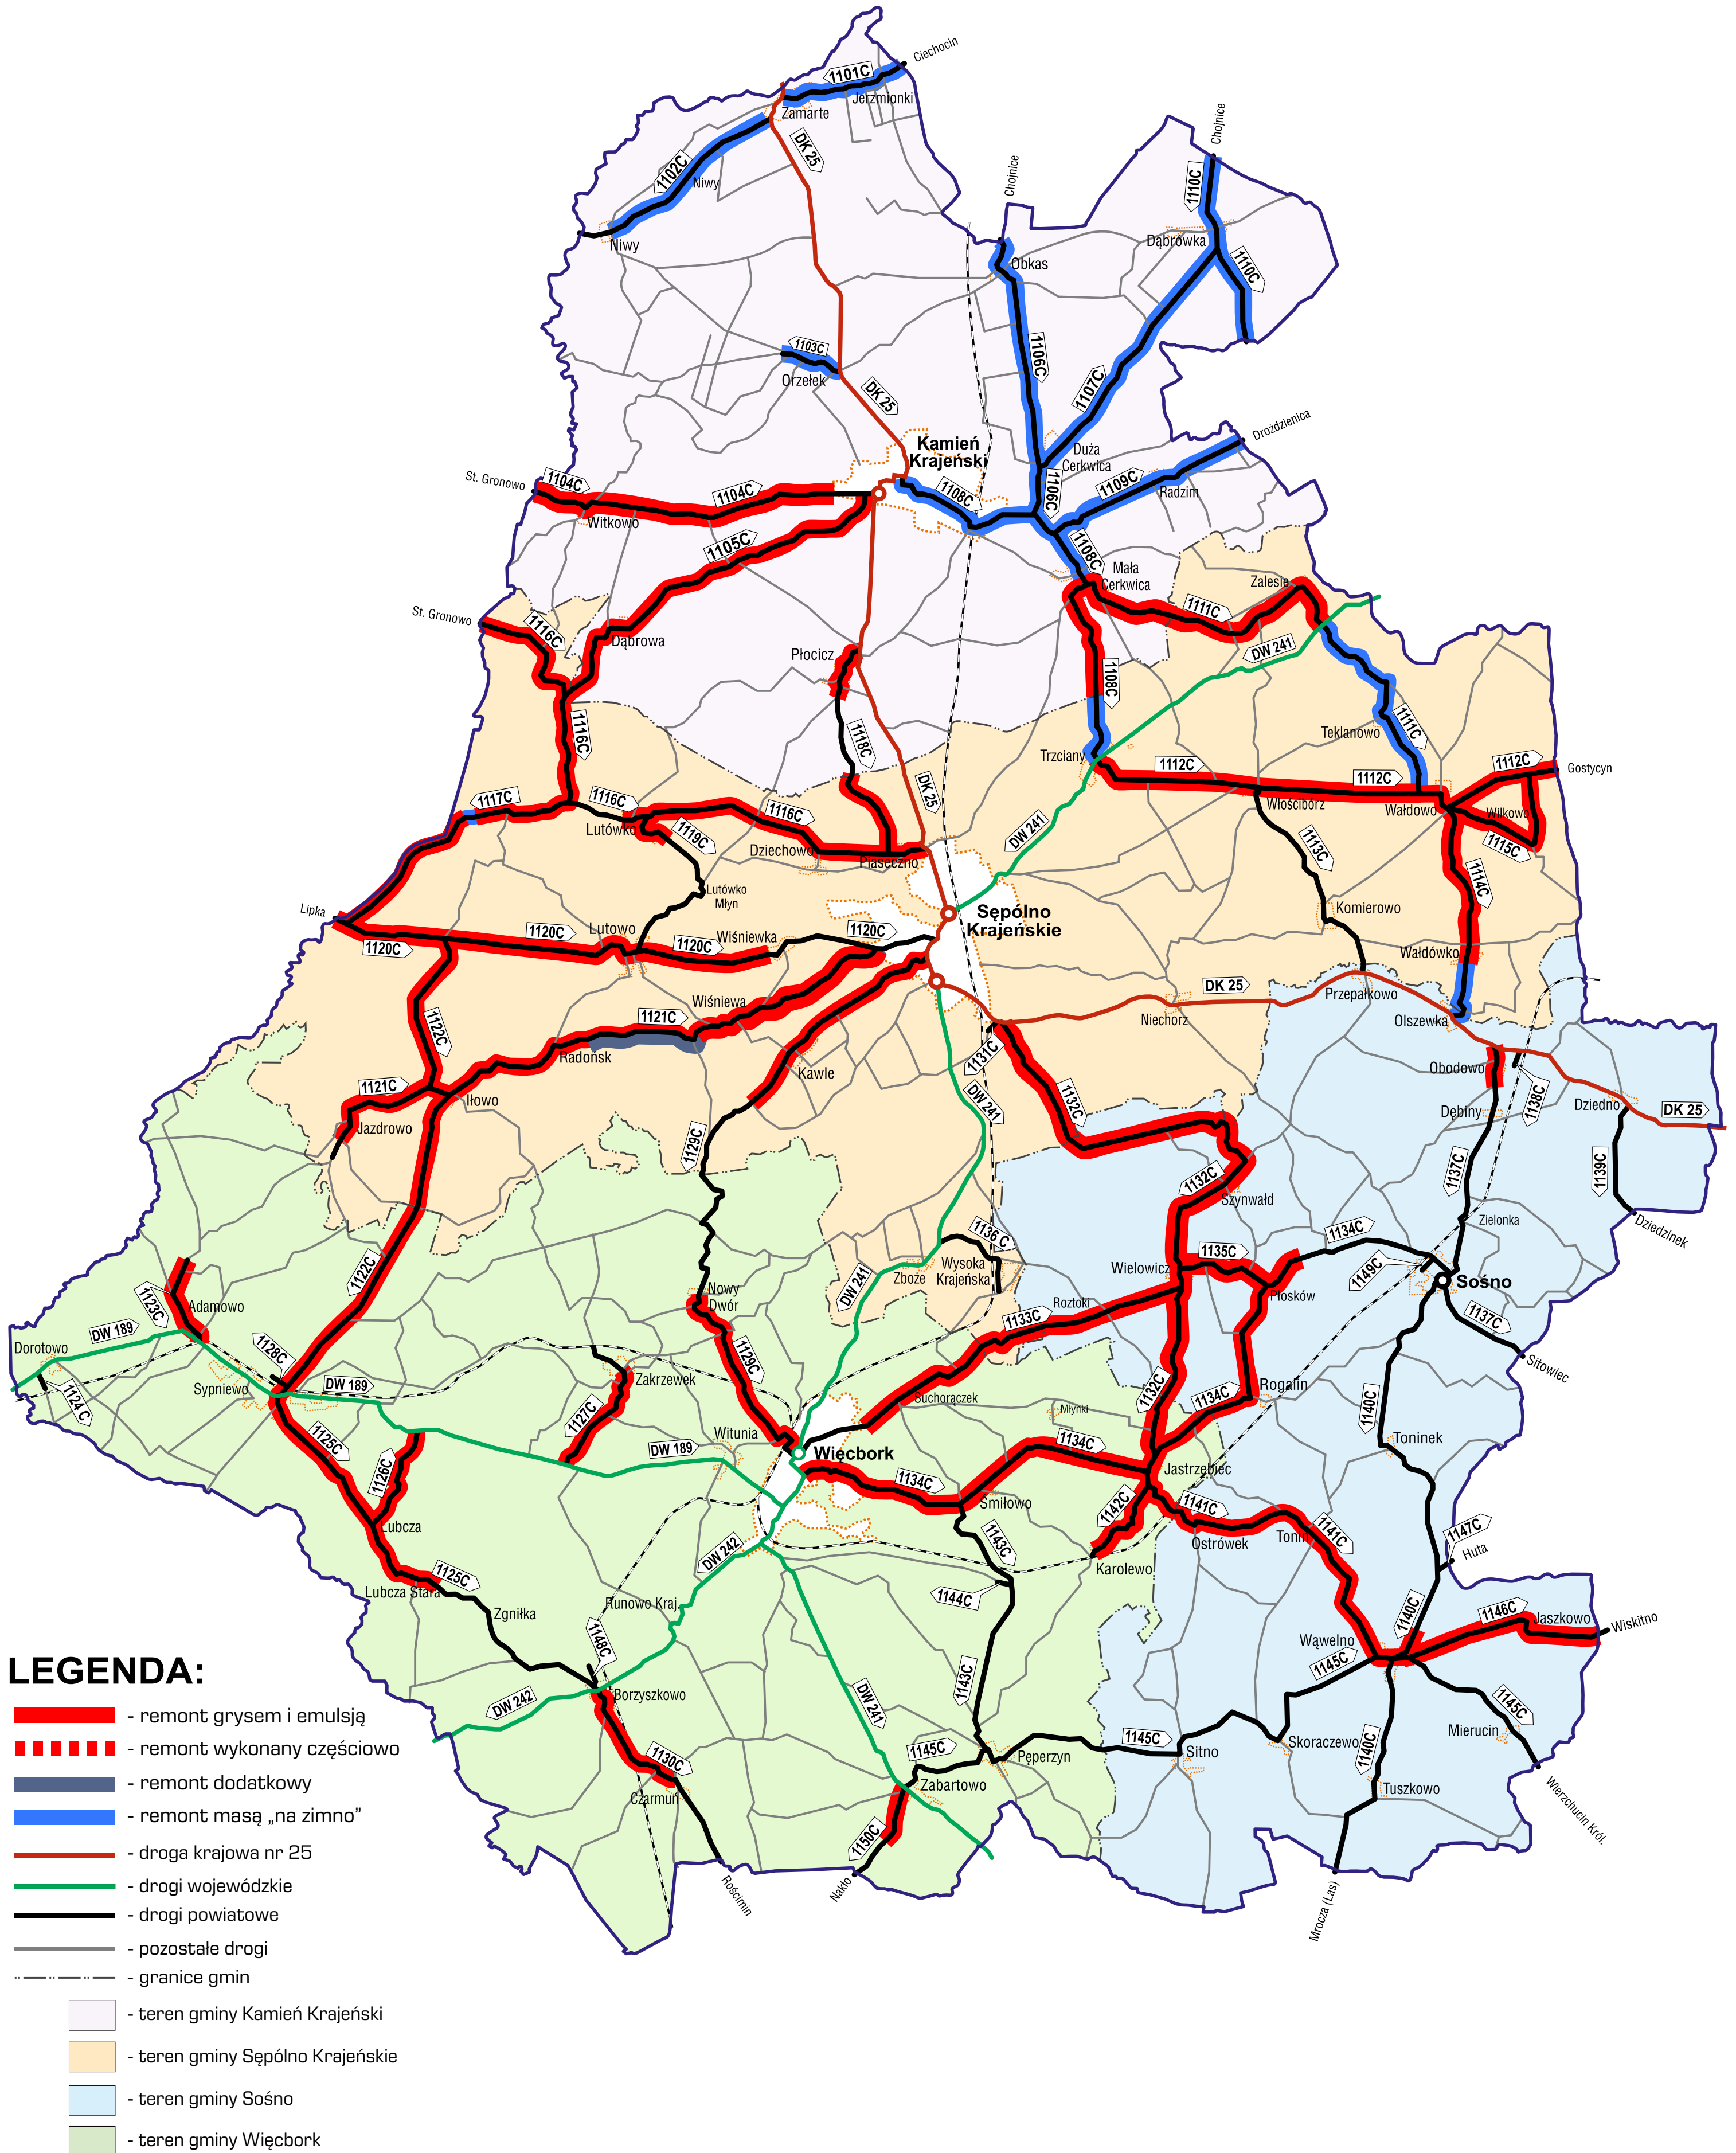 Ciechocin
1101C
Jerzmionki
Zamarte
DK 25
Chojnice
1102C
Niwy
Chojnice
1110C
Niwy
Dąbrówka
Obkas
1110C
1103C
1106C
Orzełek
1107C
DK 25
Kamień
Krajeński
Duża
Cerkwica
Drożdzienica
St. Gronowo
1104C
1104C
1108C
1106C
1109C
Radzim
Witkowo
1105C
1108C
Mała
Cerkwica
Zalesie
St. Gronowo
1116C
1111C
Dąbrowa
Płocicz
DW 241
1108C
1116C
1118C
Teklanowo
1111C
Trzciany
1112C
1112C
1112C
Gostycyn
DK 25
1117C
1116C
1116C
Włościbórz
Wałdowo
Wilkowo
Lutówko
1119C
DW 241
1113C
1115C
Dziechowo
Piaseczno
1114C
Lutówko
Młyn
Lipka
Sępólno
Krajeńskie
Komierowo
1120C
1120C
Lutowo
1120C
Wiśniewka
1120C
Wałdówko
DK 25
Przepałkowo
Wiśniewa
1121C
Niechorz
Olszewka
1122C
Radońsk
1131C
Kawle
Obodowo
1121C
Iłowo
DW 241
1132C
1138C
Dębiny
Dziedno
DK 25
Jazdrowo
1129C
1137C
1139C
1132C
Szynwałd
Zielonka
Dziedzinek
1136 C
1134C
1135C
1122C
Zboże
Wysoka
Krajeńska
Wielowicz
1149C
Sośno
1123C
Adamowo
DW 241
Nowy
Dwór
Roztoki
Płosków
1133C
1137C
DW 189
Dorotowo
1128C
1129C
Sitowiec
1124 C
Sypniewo
DW 189
Zakrzewek
Suchorączek
1132C
1134C
Rogalin
1127C
Młynki
1140C
1125C
DW 189
Witunia
Więcbork
1134C
Toninek
1126C
1134C
Jastrzębiec
Śmiłowo
1142C
1141C
Lubcza
1143C
Ostrówek
Tonin
1141C
1147C
Huta
DW 242
Karolewo
1125C
Lubcza Stara
1144C
Zgniłka
Runowo Kraj.
1140C
1146C
Jaszkowo
Wiskitno
1148C
Wąwelno
1145C
LEGENDA:
1143C
Borzyszkowo
DW 242
DW 241
1145C
- remont grysem i emulsją
Mierucin
- remont wykonany częściowo
1130C
1145C
Pęperzyn
1145C
Sitno
Skoraczewo
1140C
- remont dodatkowy
Czarmuń
Zabartowo
Tuszkowo
Wierzchucin Król.
- remont masą „na zimno”
1150C
- droga krajowa nr 25
Rościmin
Nakło
Mrocza (Las)
- drogi wojewódzkie
- drogi powiatowe
- pozostałe drogi
- granice gmin
- teren gminy Kamień Krajeński
- teren gminy Sępólno Krajeńskie
- teren gminy Sośno
- teren gminy Więcbork